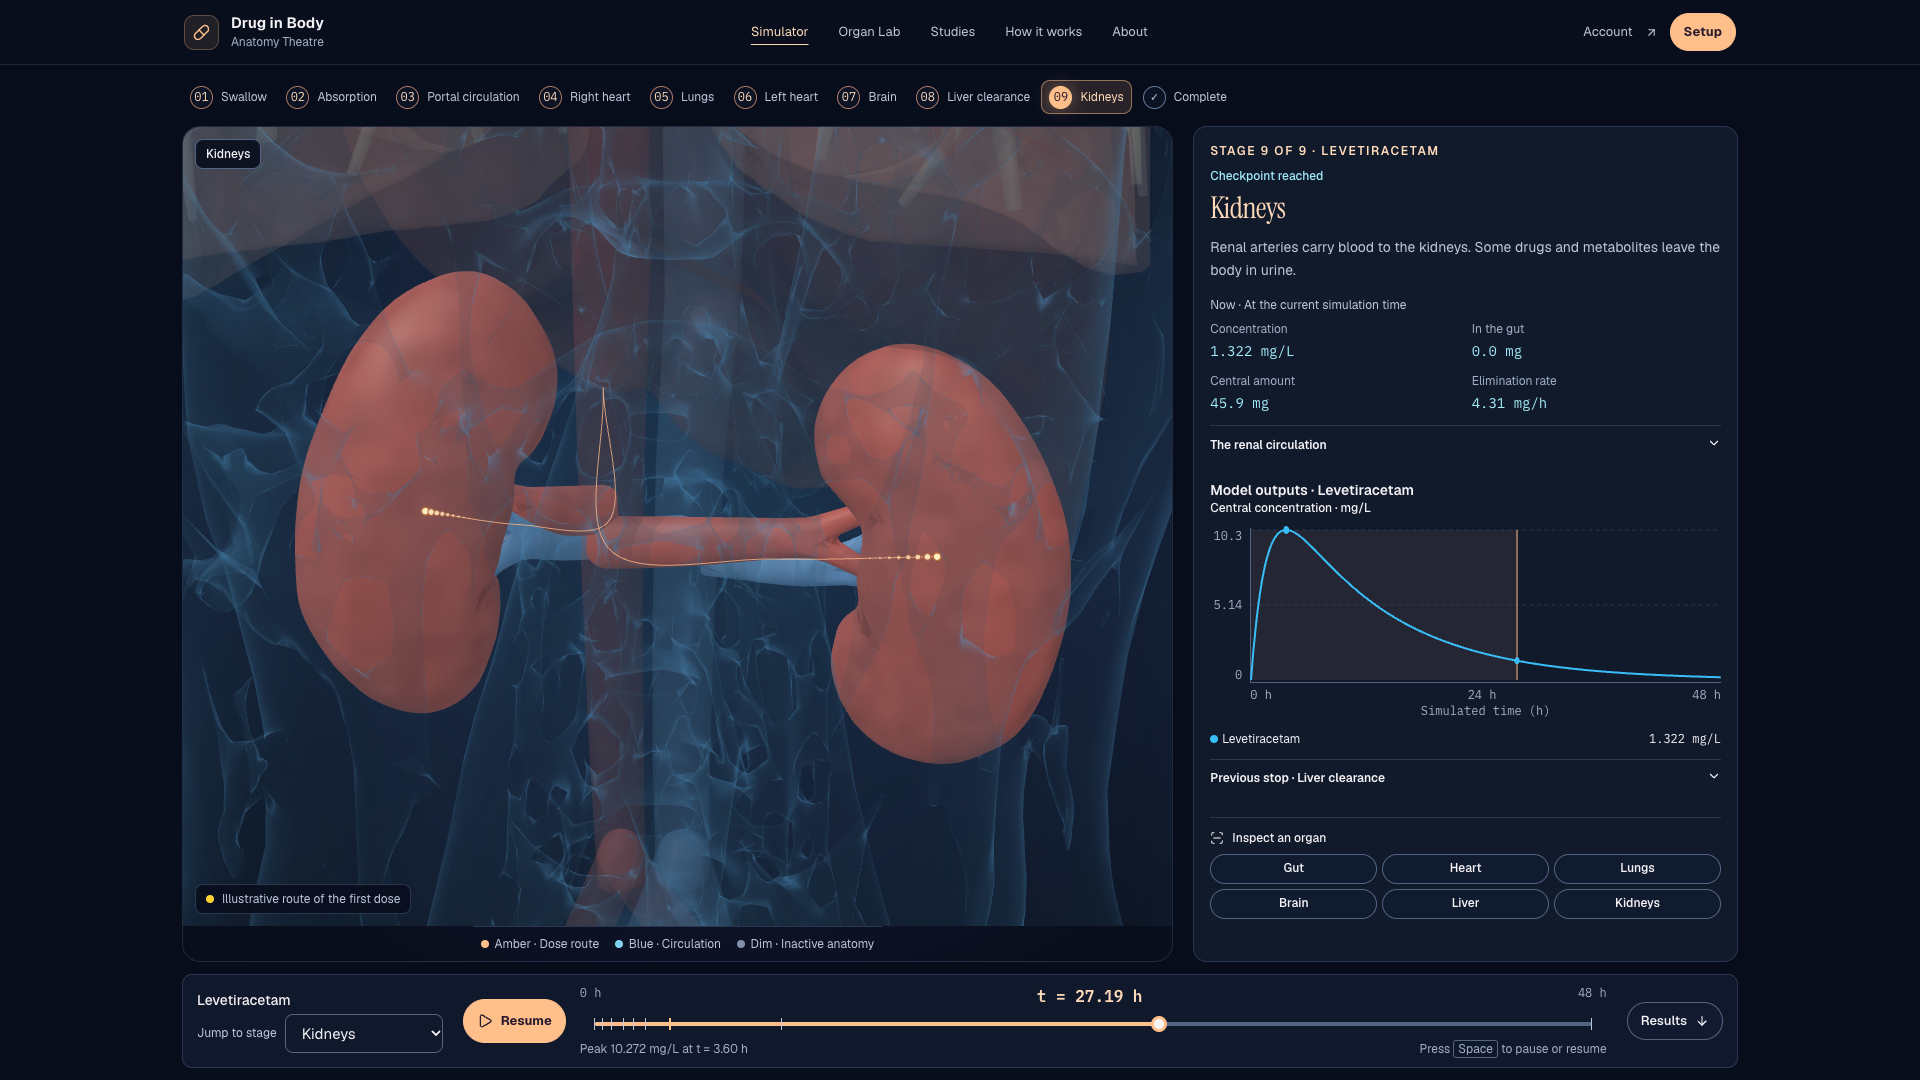 Drug in Body
Anatomy Theatre
Simulator
Organ Lab
Studies
How it works
About
Account
Setup
01 Swallow
02 Absorption
03 Portal circulation
04 Right heart
05 Lungs
06 Left heart
07 Brain
08 Liver clearance
09 Kidneys
✓ Complete
Kidneys
Illustrative route of the first dose
Amber · Dose route
Blue · Circulation
Dim · Inactive anatomy
STAGE 9 OF 9 · LEVETIRACETAM
Checkpoint reached
Kidneys
Renal arteries carry blood to the kidneys. Some drugs and metabolites leave the
body in urine.
Now · At the current simulation time
Concentration
1.322 mg/L
In the gut
0.0 mg
Central amount
45.9 mg
Elimination rate
4.31 mg/h
The renal circulation
Model outputs · Levetiracetam
Central concentration · mg/L
10.3
5.14
0
0 h
24 h
48 h
Simulated time (h)
Levetiracetam
1.322 mg/L
Previous stop · Liver clearance
Inspect an organ
Gut
Heart
Lungs
Brain
Liver
Kidneys
Levetiracetam
Jump to stage
Kidneys
Resume
0 h
t = 27.19 h
48 h
Peak 10.272 mg/L at t = 3.60 h
Press Space to pause or resume
Results